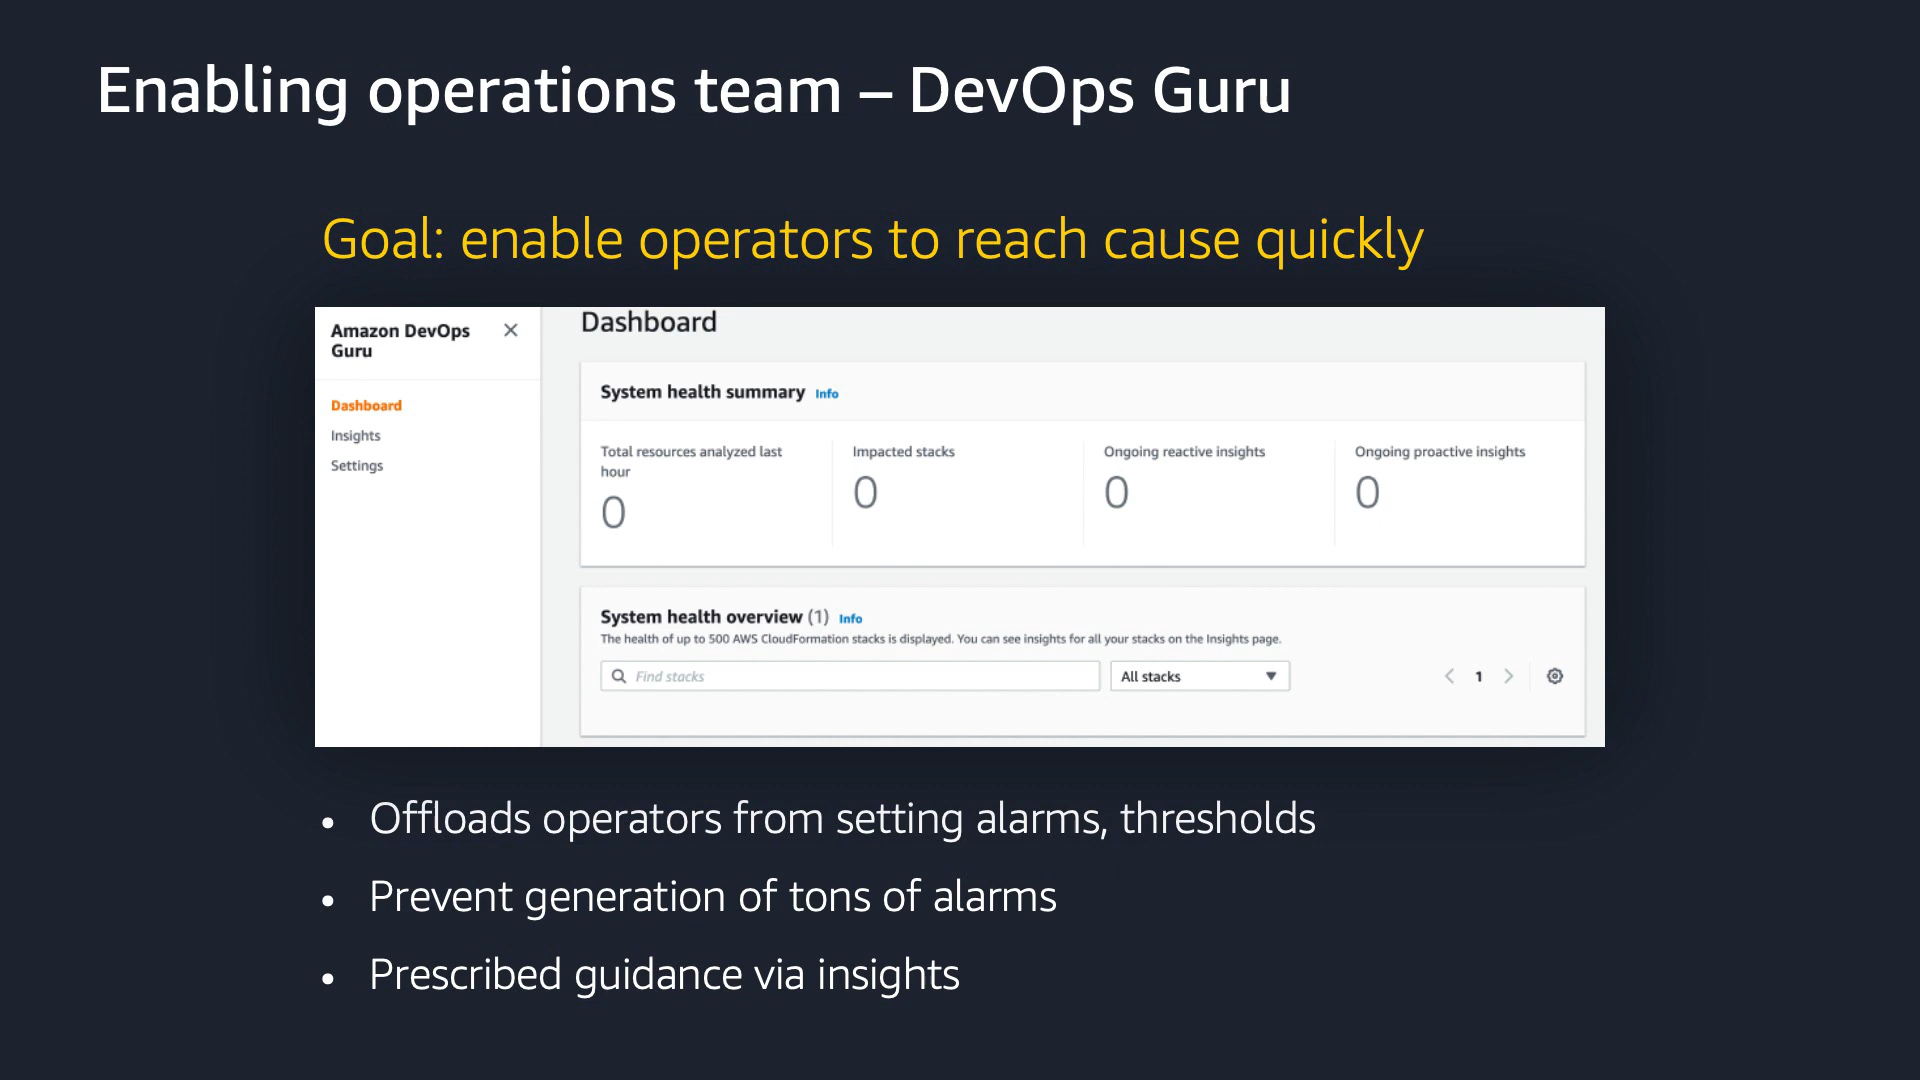 Enabling operations team – DevOps Guru
Goal: enable operators to reach cause quickly
Amazon DevOps
Guru
Dashboard
Insights
Settings
Dashboard
System health summary Info
Total resources analyzed last
hour
0
Impacted stacks
0
Ongoing reactive insights
0
Ongoing proactive insights
0
System health overview (1) Info
The health of up to 500 AWS CloudFormation stacks is displayed. You can see insights for all your stacks on the Insights page.
Find stacks
All stacks
1
• Offloads operators from setting alarms, thresholds
• Prevent generation of tons of alarms
• Prescribed guidance via insights